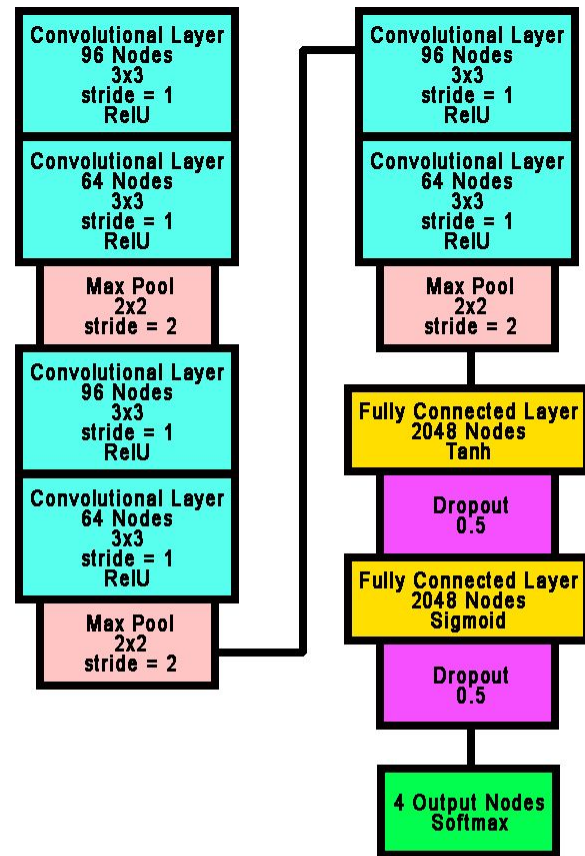 Convolutional Layer
96 Nodes
3x3
stride = 1
RelU
Convolutional Layer
64 Nodes
3x3
stride = 1
RelU
Max Pool
2x2
stride = 2
Convolutional Layer
96 Nodes
3x3
stride = 1
RelU
Convolutional Layer
64 Nodes
3x3
stride = 1
RelU
Max Pool
2x2
stride = 2
Convolutional Layer
96 Nodes
3x3
stride = 1
RelU
Convolutional Layer
64 Nodes
3x3
stride = 1
RelU
Max Pool
2x2
stride = 2
Fully Connected Layer
2048 Nodes
Tanh
Dropout
0.5
Fully Connected Layer
2048 Nodes
Sigmoid
Dropout
0.5
4 Output Nodes
Softmax